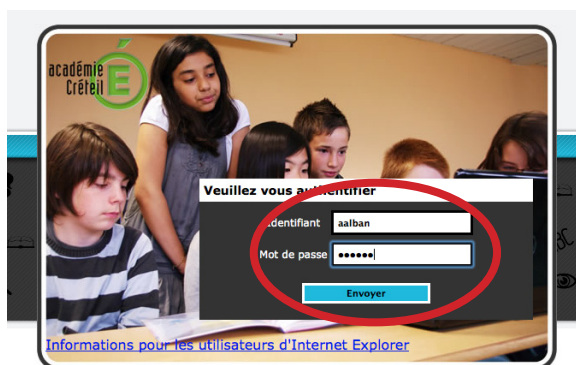 académie
Créteil
Veuillez vous authentifier
Identifiant aalban
Mot de passe ••••••
Envoyer
Informations pour les utilisateurs d'Internet Explorer